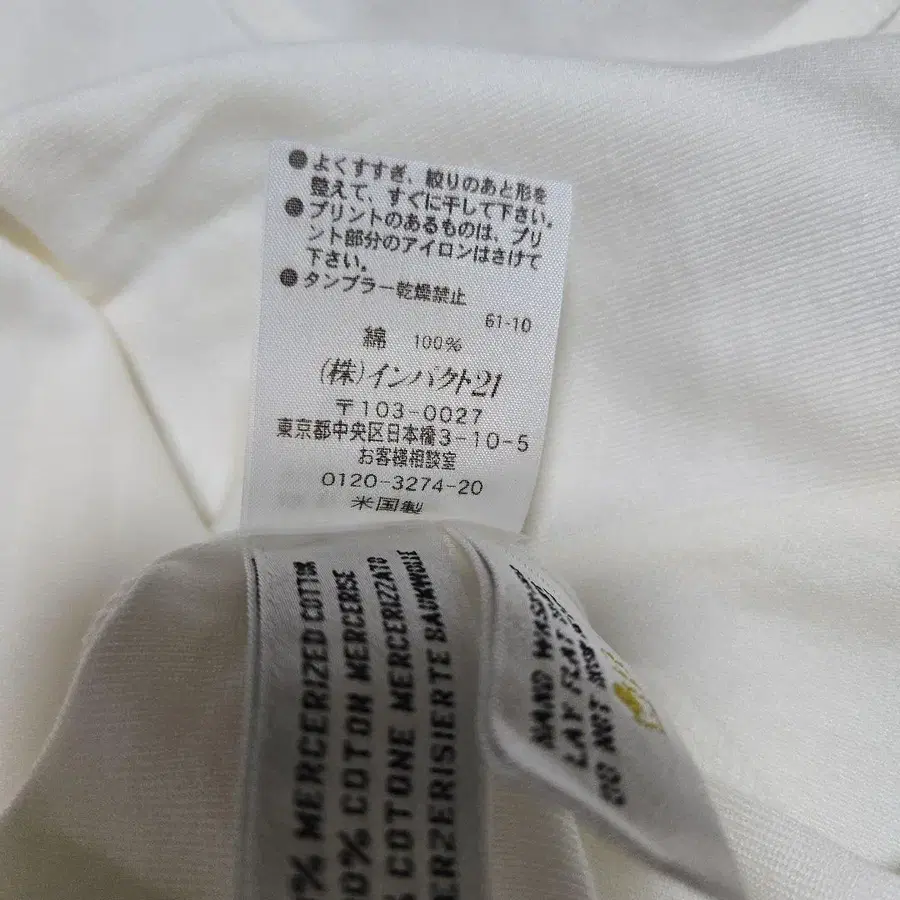 ●よくすすぎ、絞りのあと形を
整えて、すぐに干して下さい。
●プリントのあるものは、プリ
ント部分のアイロンはさけて
下さい。
●タンブラー乾燥禁止
61-10
綿 100%
(株)インパクト21
〒103-0027
東京都中央区日本橋3-10-5
お客様相談室
0120-3274-20
米国製
% MERCERIZED COTTON
0% COTON MERCERISE
COTONE MERCERIZZATO
BAUMWOLLE
HAND WASH
LAY FLAT
DO NOT